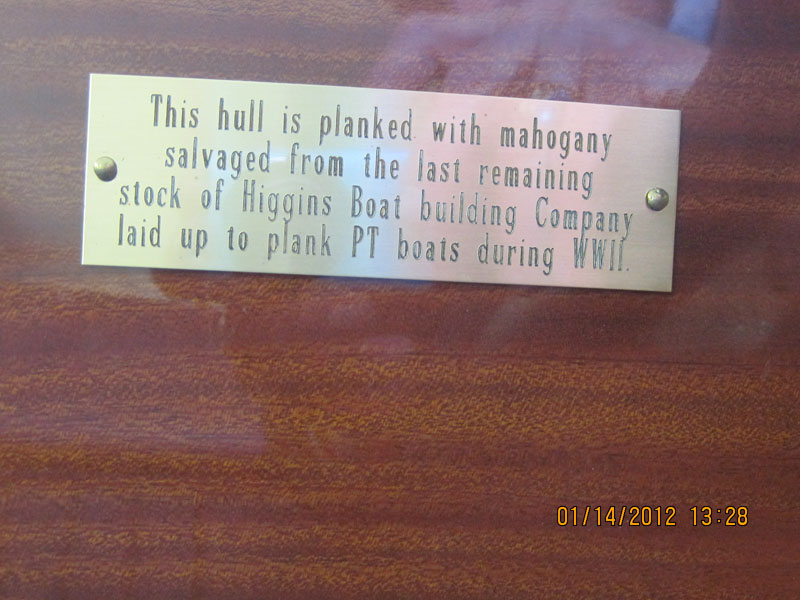 This hull is planked with mahogany
salvaged from the last remaining
stock of Higgins Boat building Company
laid up to plank PT boats during WWII.
01/14/2012 13:28